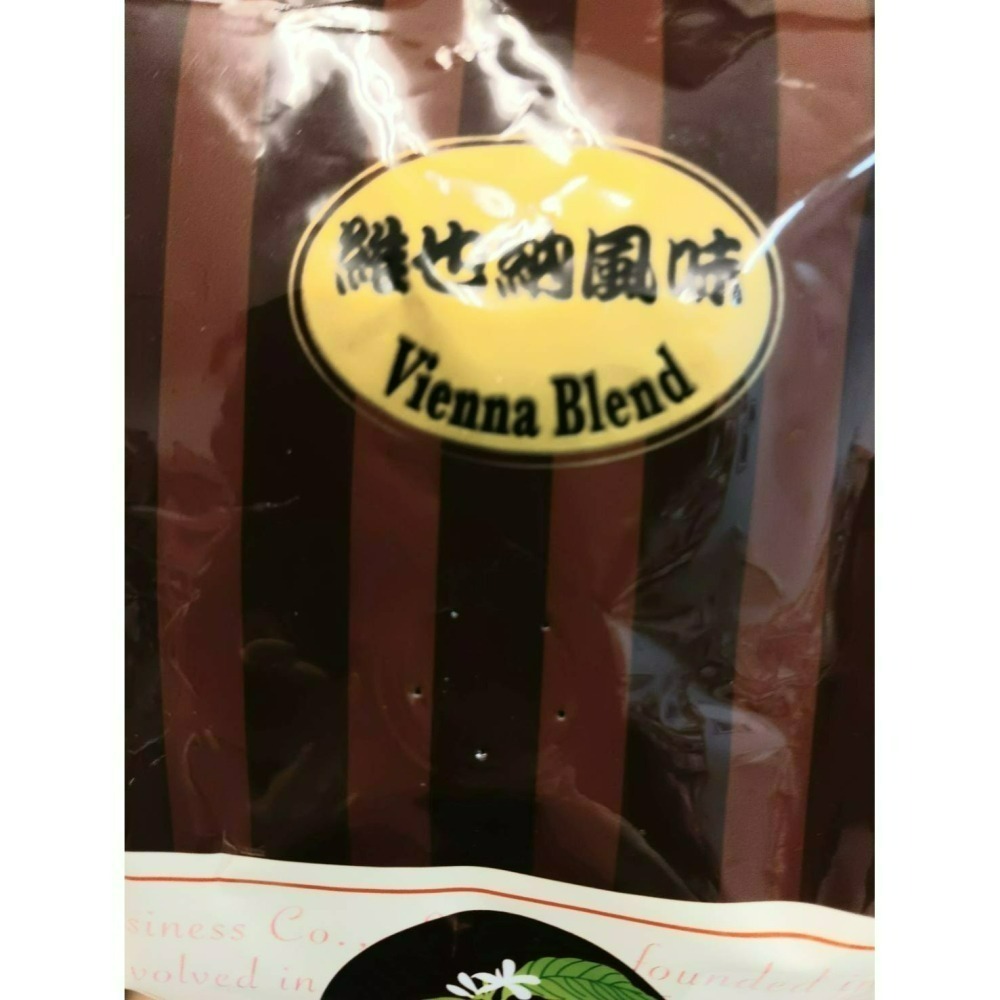 維也納風味
Vienna Blend
siness Co.,
volved in founded